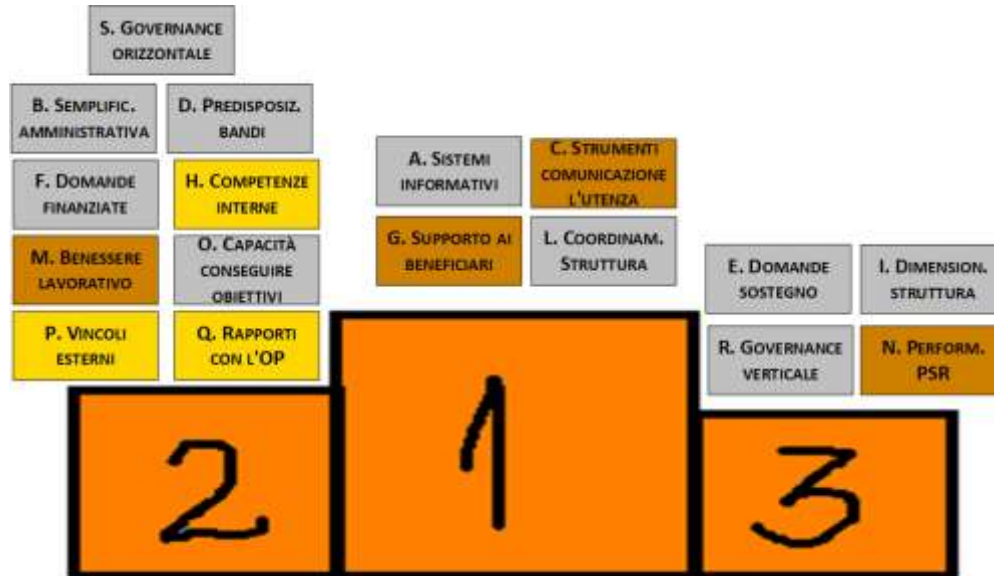 S. GOVERNANCE
ORIZZONTALE
B. SEMPLIFIC.
AMMINISTRATIVA
D. PREDISPOSIZ.
BANDI
F. DOMANDE
FINANZIATE
H. COMPETENZE
INTERNE
M. BENESSERE
LAVORATIVO
O. CAPACITÀ
CONSEGUIRE
OBIETTIVI
P. VINCOLI
ESTERNI
Q. RAPPORTI
CON L'OP
A. SISTEMI
INFORMATIVI
C. STRUMENTI
COMUNICAZIONE
L'UTENZA
G. SUPPORTO AI
BENEFICIARI
L. COORDINAM.
STRUTTURA
E. DOMANDE
SOSTEGNO
I. DIMENSION.
STRUTTURA
R. GOVERNANCE
VERTICALE
N. PERFORM.
PSR
2
1
3